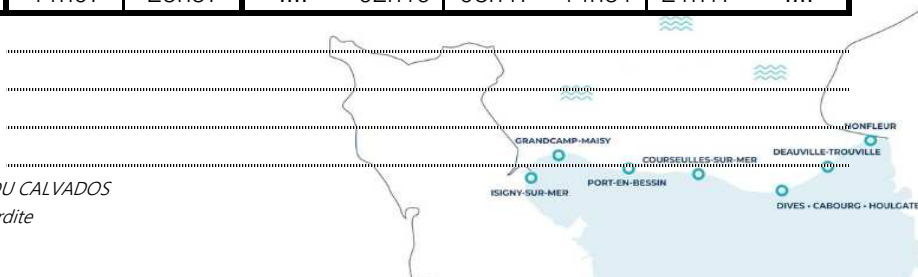 HONFLEUR
GRANDCAMP-MAISY
DEAUVILLE-TROUVILLE
COURSEULLES-SUR-MER
PORT-EN-BESSIN
ISIGNY-SUR-MER
DIVES • CABOURG • HOULGATE
DU CALVADOS
rdite